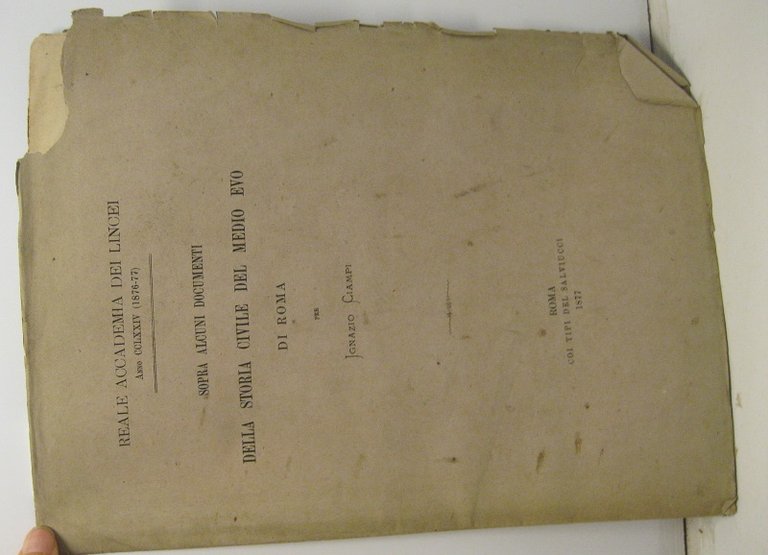 REALE ACCADEMIA DEI LINCEI
ANNO CCLXXIV (1876-77)
SOPRA ALCUNI DOCUMENTI
DELLA STORIA CIVILE DEL MEDIO EVO
DI ROMA
PER
IGNAZIO CIAMPI
ROMA
COI TIPI DEL SALVIUCCI
1877